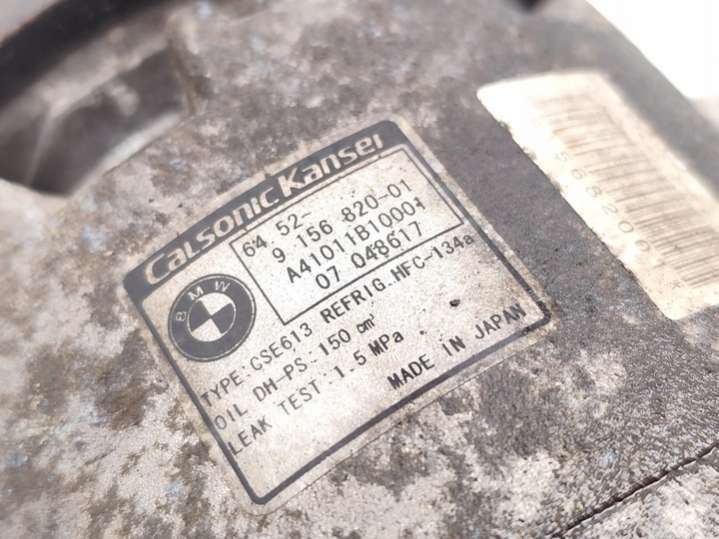 Calsonic Kansei
64 52-
9 156 820-01
A41011B10001
07 048617
BMW
TYPE:CSE613 REFRIG.HFC-134a
OIL DH-PS:150 cm³
LEAK TEST:1.5 MPa
MADE IN JAPAN